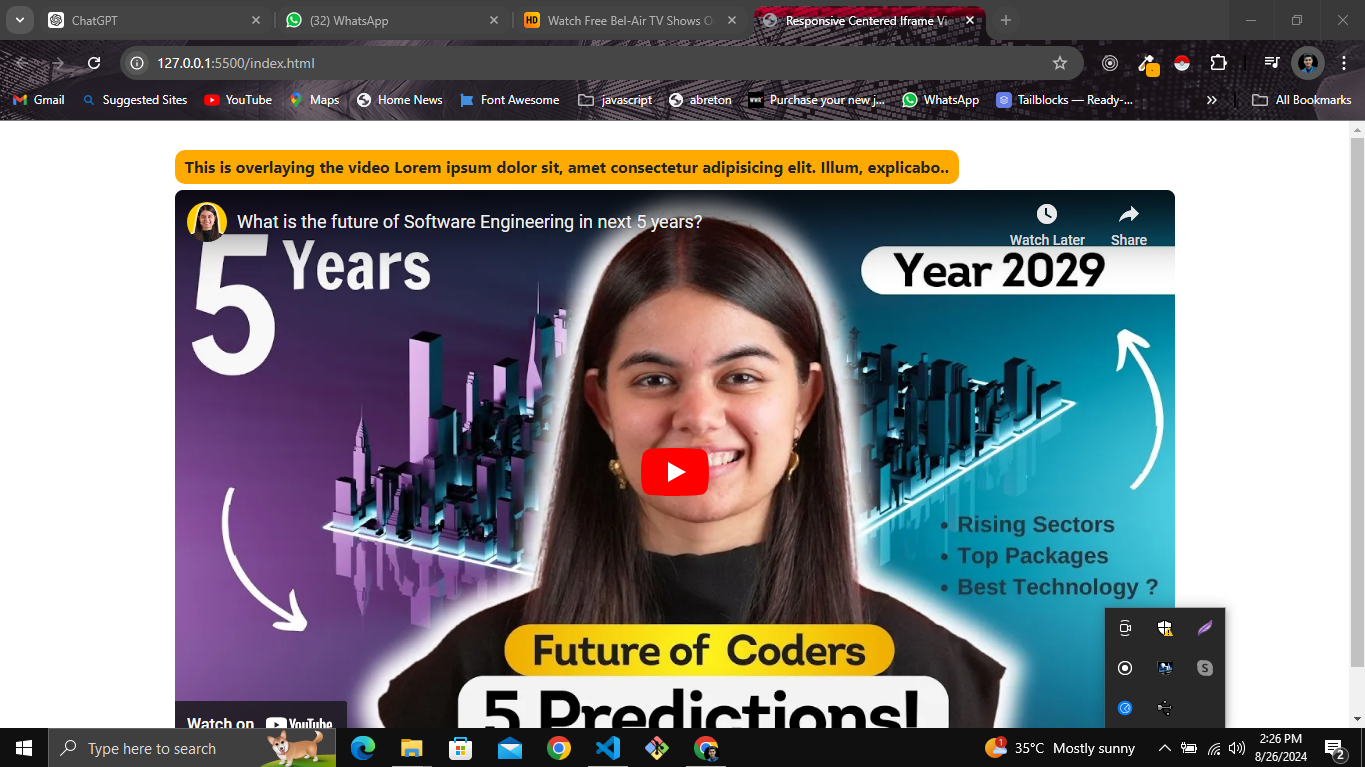 ChatGPT
(32) WhatsApp
HD
Watch Free Bel-Air TV Shows O
Responsive Centered Iframe Vi
127.0.0.1:5500/index.html
Gmail
Suggested Sites
YouTube
Maps
Home News
Font Awesome
javascript
abreton
Purchase your new j...
WhatsApp
Tailblocks — Ready-...
»
All Bookmarks
This is overlaying the video Lorem ipsum dolor sit, amet consectetur adipisicing elit. Illum, explicabo..
What is the future of Software Engineering in next 5 years?
Watch Later
Share
5 Years
Year 2029
• Rising Sectors
• Top Packages
• Best Technology ?
Future of Coders
5 Predictions!
Watch on YouTube
S
Type here to search
1
35°C Mostly sunny
2:26 PM
8/26/2024
2